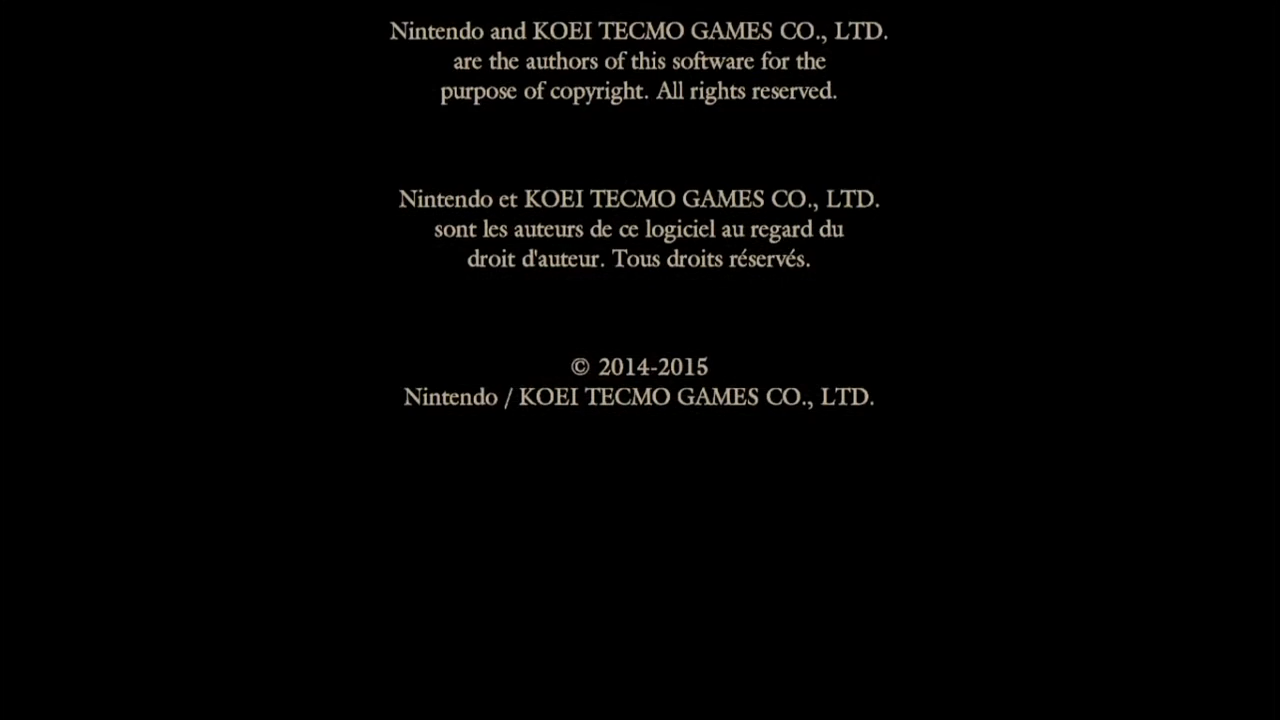 Nintendo and KOEI TECMO GAMES CO., LTD.
are the authors of this software for the
purpose of copyright. All rights reserved.
Nintendo et KOEI TECMO GAMES CO., LTD.
sont les auteurs de ce logiciel au regard du
droit d'auteur. Tous droits réservés.
© 2014-2015
Nintendo / KOEI TECMO GAMES CO., LTD.